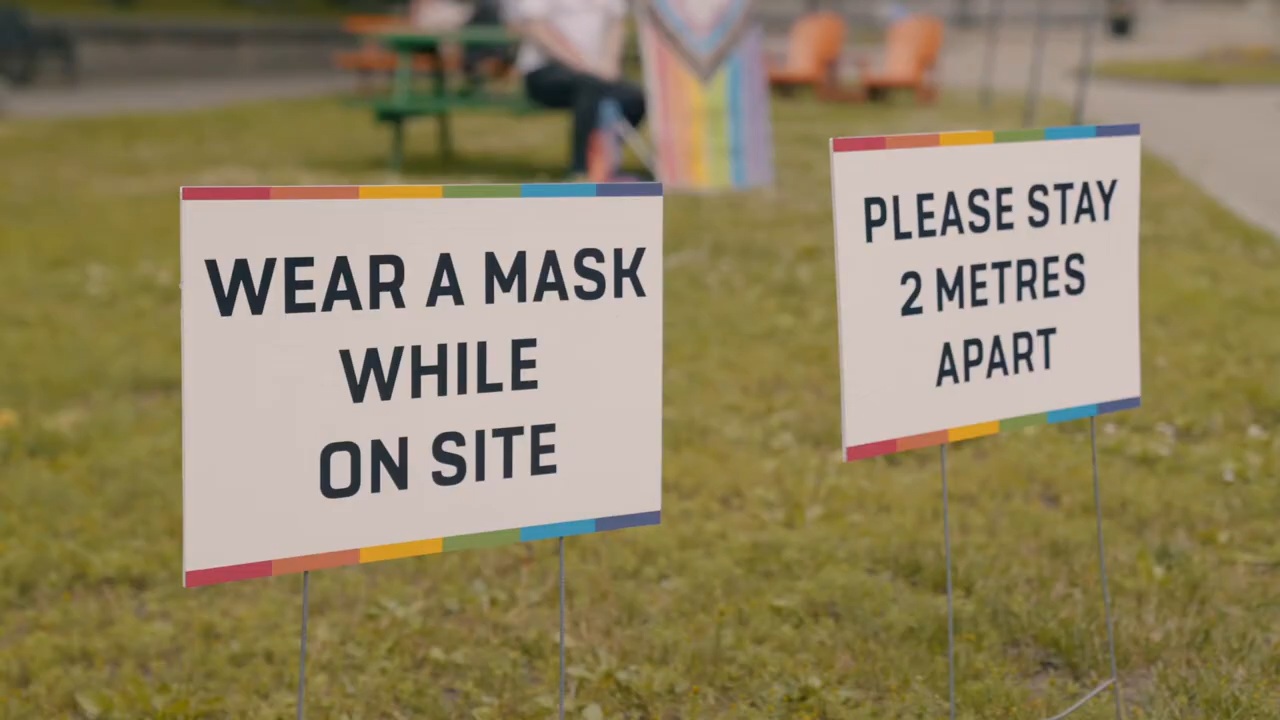 WEAR A MASK
WHILE
ON SITE
PLEASE STAY
2 METRES
APART